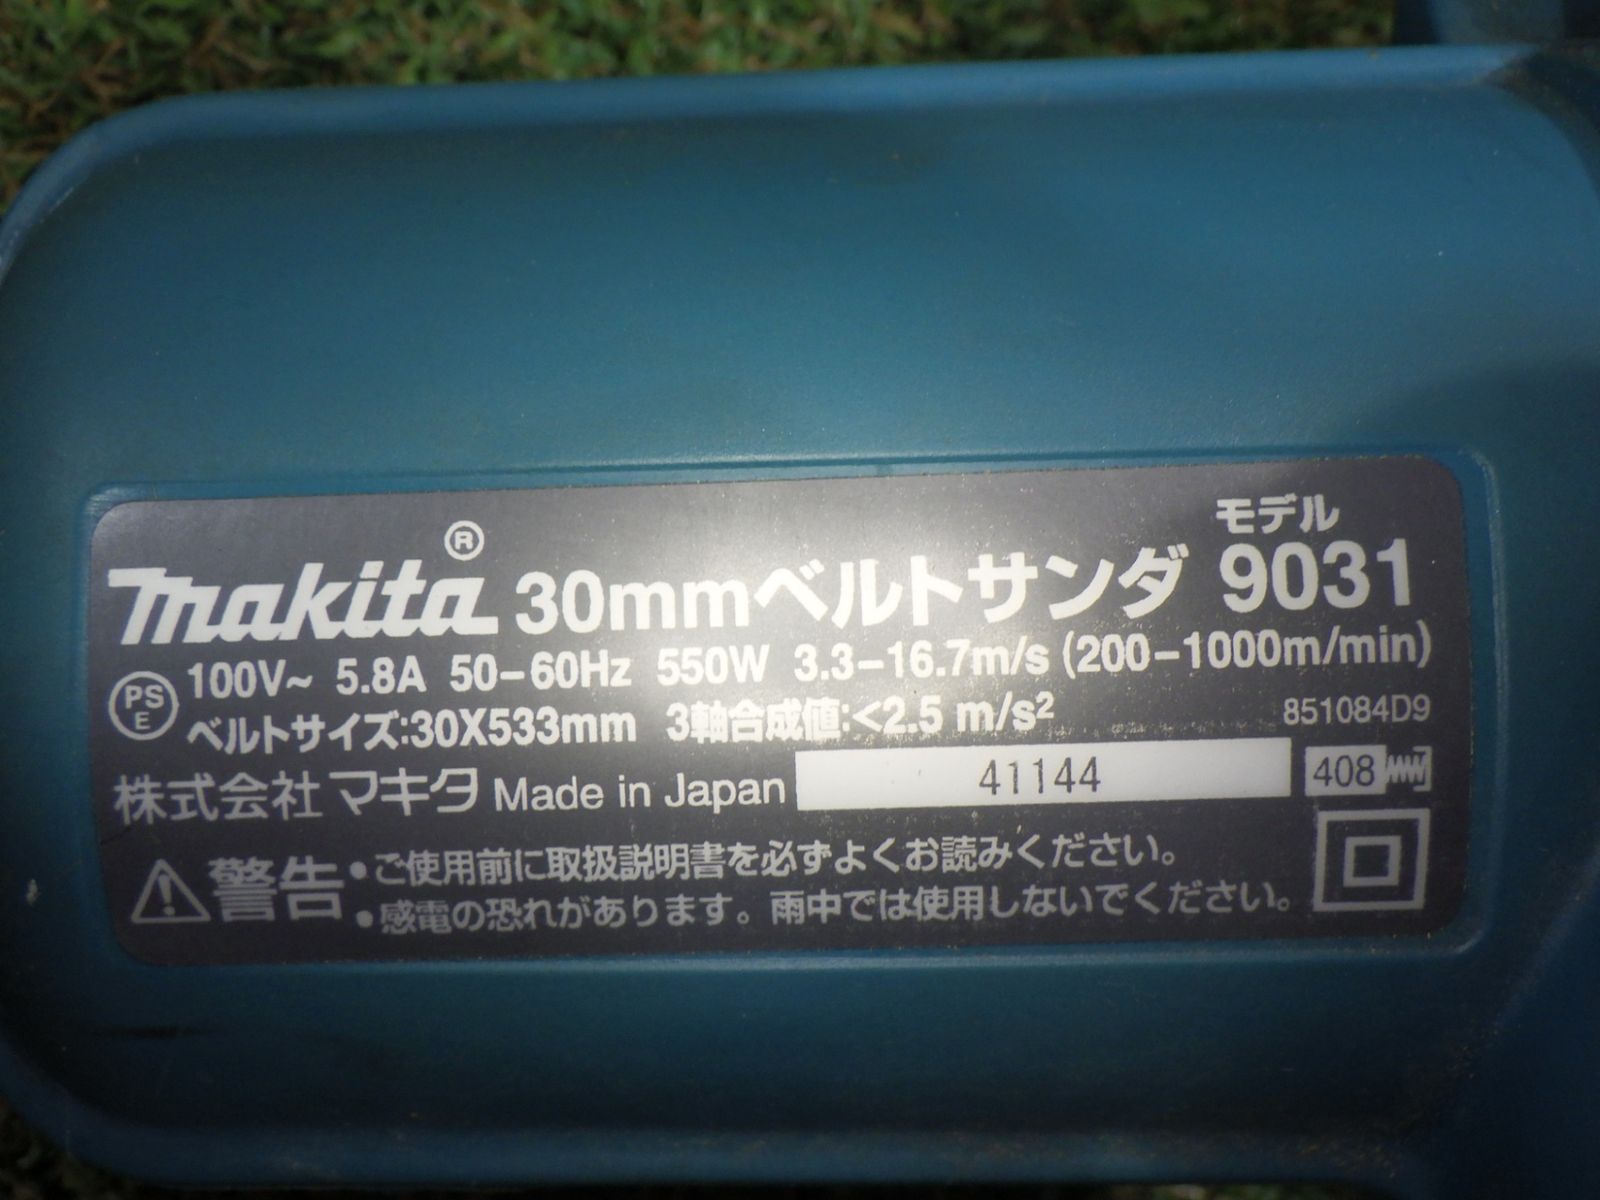 makita® 30mmベルトサンダ モデル 9031
PS E 100V~ 5.8A 50-60Hz 550W 3.3-16.7m/s (200-1000m/min)
ベルトサイズ:30X533mm 3軸合成値:<2.5 m/s² 851084D9
株式会社マキタ Made in Japan 41144 408
警告 •ご使用前に取扱説明書を必ずよくお読みください。
•感電の恐れがあります。雨中では使用しないでください。